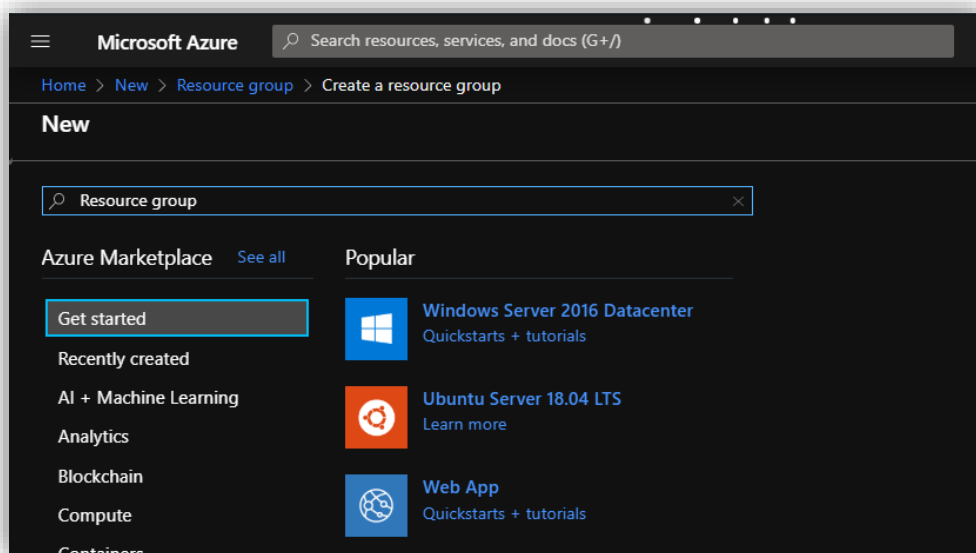 Microsoft Azure
Search resources, services, and docs (G+/)
Home > New > Resource group > Create a resource group
New
Resource group
Azure Marketplace See all
Get started
Recently created
AI + Machine Learning
Analytics
Blockchain
Compute
Containers
Popular
Windows Server 2016 Datacenter
Quickstarts + tutorials
Ubuntu Server 18.04 LTS
Learn more
Web App
Quickstarts + tutorials